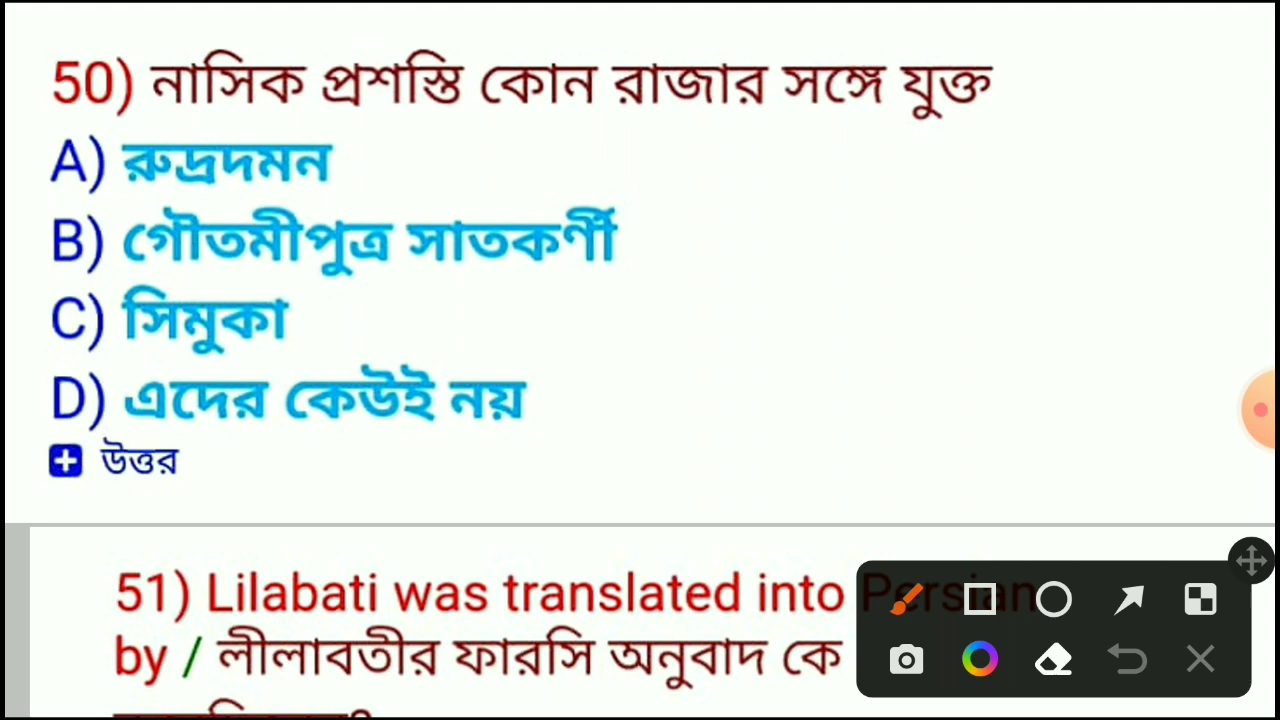 50) নাসিক প্রশস্তি কোন রাজার সঙ্গে যুক্ত
A) রুদ্রদমন
B) গৌতমীপুত্র সাতকর্ণী
C) সিমুকা
D) এদের কেউই নয়
উত্তর
51) Lilabati was translated into Persian
by / লীলাবতীর ফারসি অনুবাদ কে